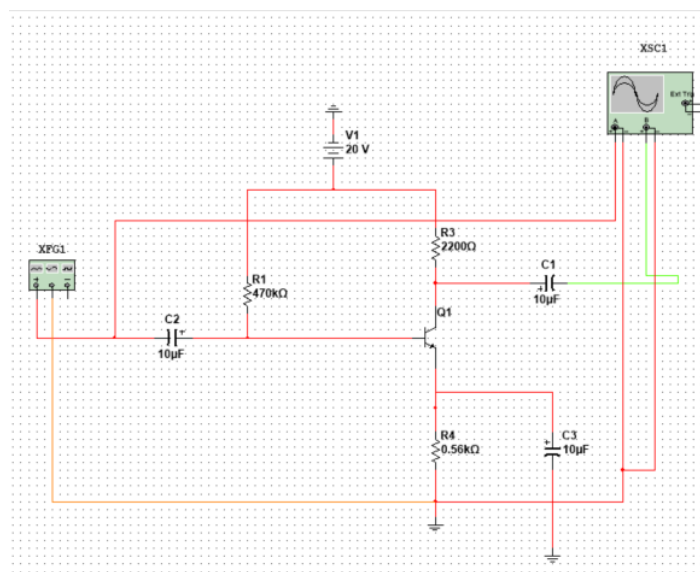 XSC1
Ext Trig
A
B
V1
20 V
XFG1
R3
2200Ω
R1
470kΩ
C1
10µF
Q1
C2
10µF
R4
0.56kΩ
C3
10µF